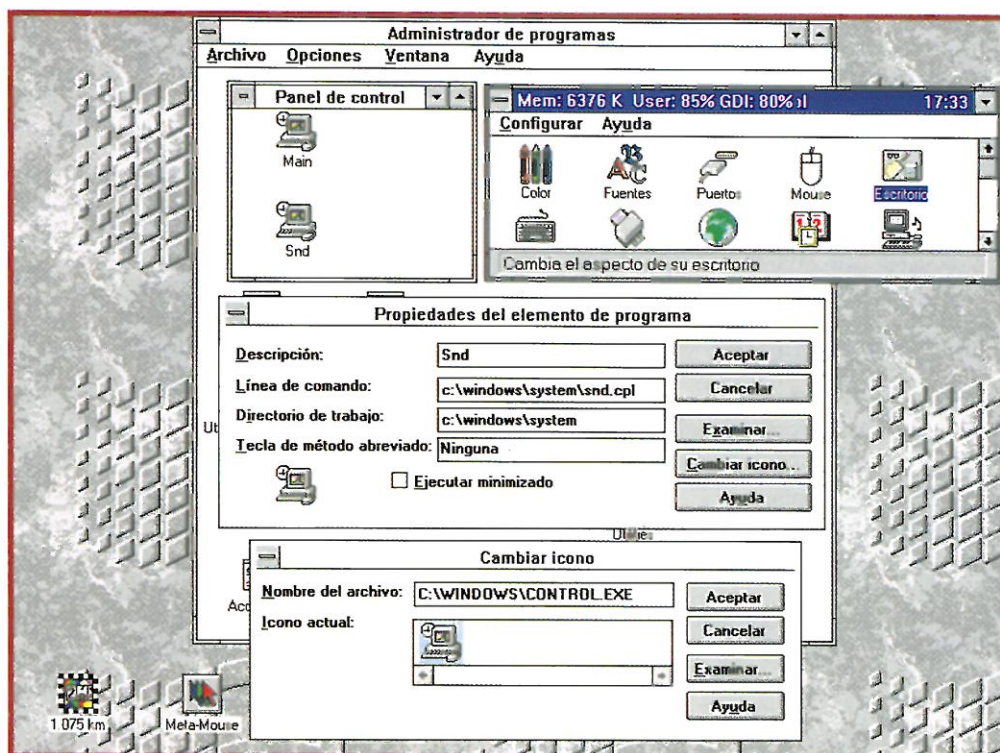 Administrador de programas
Archivo Opciones Ventana Ayuda
Panel de control
Main
Snd
Mem: 6376 K User: 85% GDI: 80% 17:33
Configurar Ayuda
Color Fuentes Puertos Mouse Escritorio
Cambia el aspecto de su escritorio
Propiedades del elemento de programa
Descripción: Snd Aceptar
Línea de comando: c:\windows\system\snd.cpl Cancelar
Directorio de trabajo: c:\windows\system Examinar...
Tecla de método abreviado: Ninguna Cambiar icono...
Ejecutar minimizado Ayuda
Cambiar icono
Nombre del archivo: C:\WINDOWS\CONTROL.EXE Aceptar
Icono actual: Cancelar
Examinar...
Ayuda
1.075 km Meta-Mouse